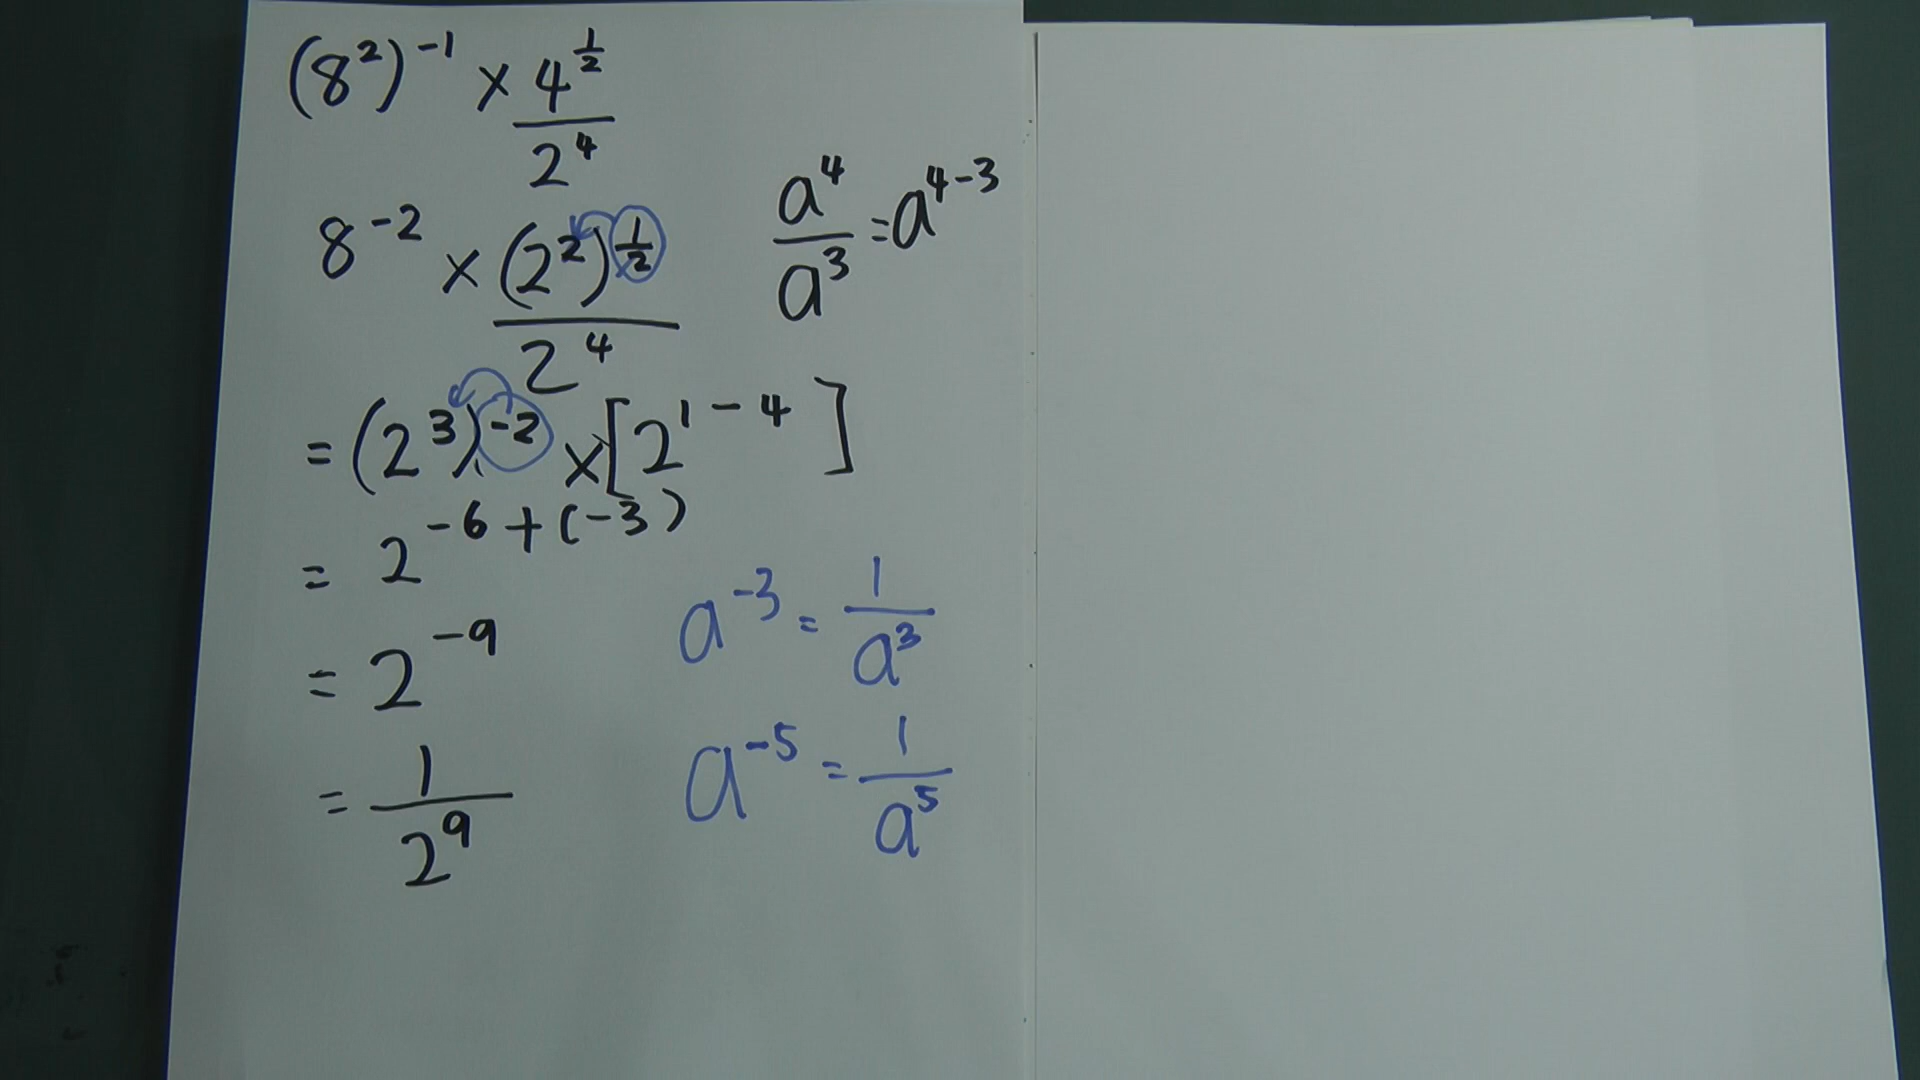 (8²)⁻¹ × 4^(1/2) / 2⁴
8⁻² × (2²)^(1/2) / 2⁴
a⁴ / a³ = a⁴⁻³
= (2³)⁻² × [2¹⁻⁴]
= 2^(-6+(-3))
= 2⁻⁹
= 1 / 2⁹
a⁻³ = 1 / a³
a⁻⁵ = 1 / a⁵